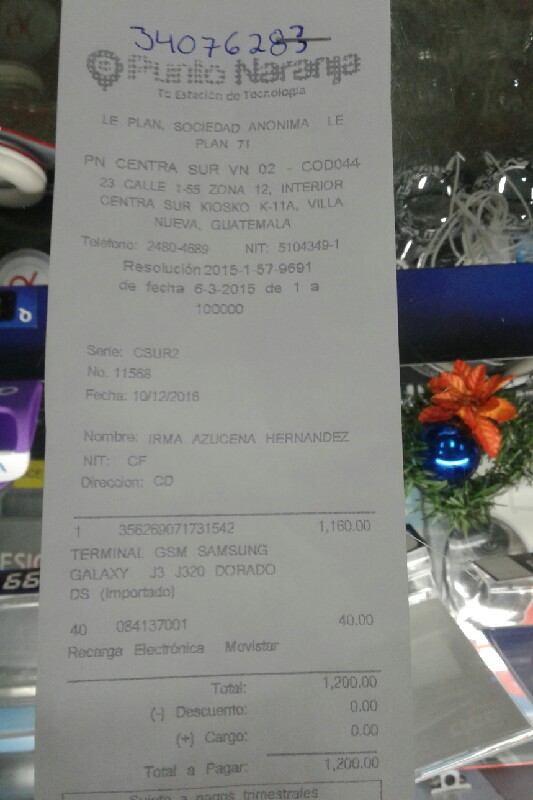 34076283
Punto Naranja
Tu Estación de Tecnología
LE PLAN, SOCIEDAD ANONIMA LE
PLAN 71
PN CENTRA SUR VN 02 - COD044
23 CALLE 1-55 ZONA 12, INTERIOR
CENTRA SUR KIOSKO K-11A, VILLA
NUEVA, GUATEMALA
Teléfono: 2480-4689 NIT: 5104349-1
Resolución 2015-1-57-9691
de fecha 6-3-2015 de 1 a
100000
Serie: CSUR2
No. 11568
Fecha: 10/12/2016
Nombre: IRMA AZUCENA HERNANDEZ
NIT: CF
Direccion: CD
1 356269071731542 1,160.00
TERMINAL GSM SAMSUNG
GALAXY J3 J320 DORADO
DS (Importado)
40 084137001 40.00
Recarga Electrónica Movistar
Total: 1,200.00
(-) Descuento: 0.00
(+) Cargo: 0.00
Total a Pagar: 1,200.00
Sujeto a pagos trimestrales